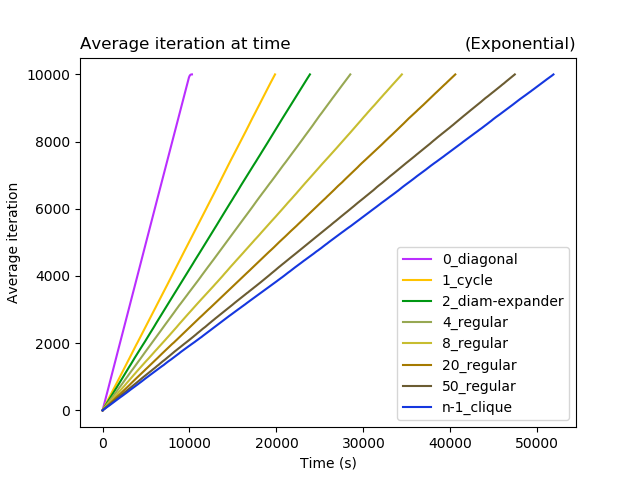 Average iteration at time (Exponential)
10000
8000
6000
4000
2000
0
Average iteration
0_diagonal
1_cycle
2_diam-expander
4_regular
8_regular
20_regular
50_regular
n-1_clique
0 10000 20000 30000 40000 50000
Time (s)